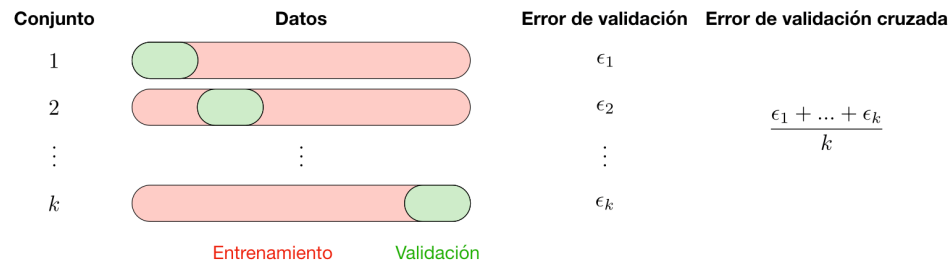 Conjunto Datos Error de validación Error de validación cruzada
1 ϵ₁
2 ϵ₂
⋮ ⋮ ⋮
k ϵₖ
ϵ₁ + ... + ϵₖ
k
Entrenamiento Validación